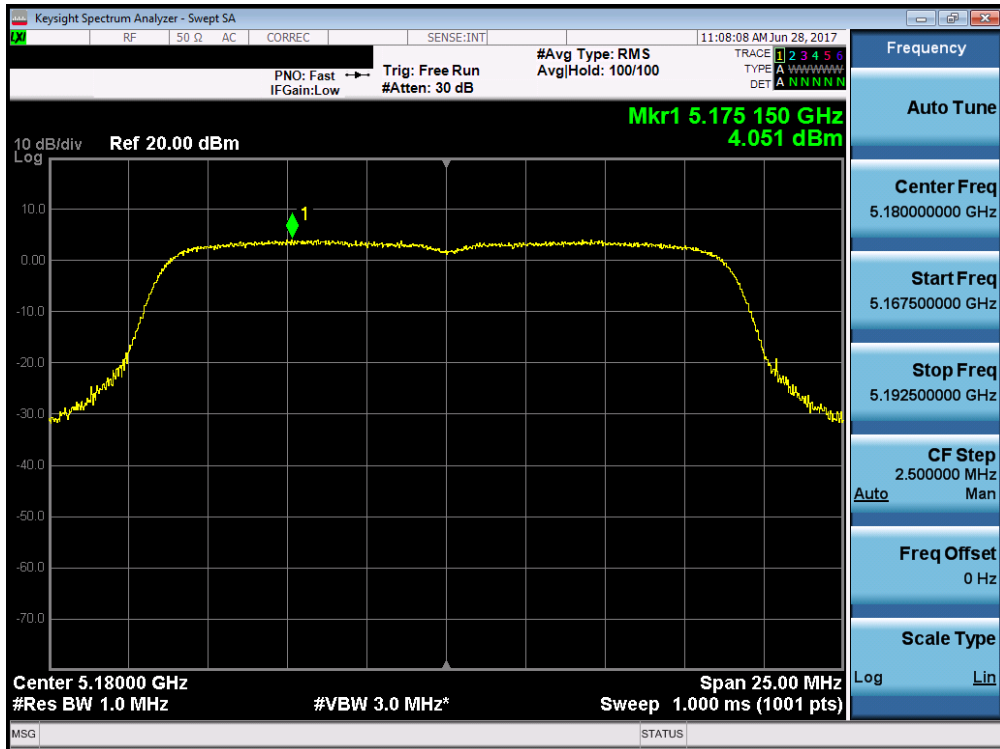 Keysight Spectrum Analyzer - Swept SA
LXI RF 50 Ω AC CORREC SENSE:INT 11:08:08 AM Jun 28, 2017
PNO: Fast
IFGain:Low
Trig: Free Run
#Atten: 30 dB
#Avg Type: RMS
Avg|Hold: 100/100
TRACE 1 2 3 4 5 6
TYPE A WWWWW
DET A N N N N N
Mkr1 5.175 150 GHz
4.051 dBm
10 dB/div Ref 20.00 dBm
Log
1
10.0
0.00
-10.0
-20.0
-30.0
-40.0
-50.0
-60.0
-70.0
Center 5.18000 GHz Span 25.00 MHz
#Res BW 1.0 MHz #VBW 3.0 MHz* Sweep 1.000 ms (1001 pts)
MSG STATUS
Frequency
Auto Tune
Center Freq
5.180000000 GHz
Start Freq
5.167500000 GHz
Stop Freq
5.192500000 GHz
CF Step
2.500000 MHz
Auto Man
Freq Offset
0 Hz
Scale Type
Log Lin